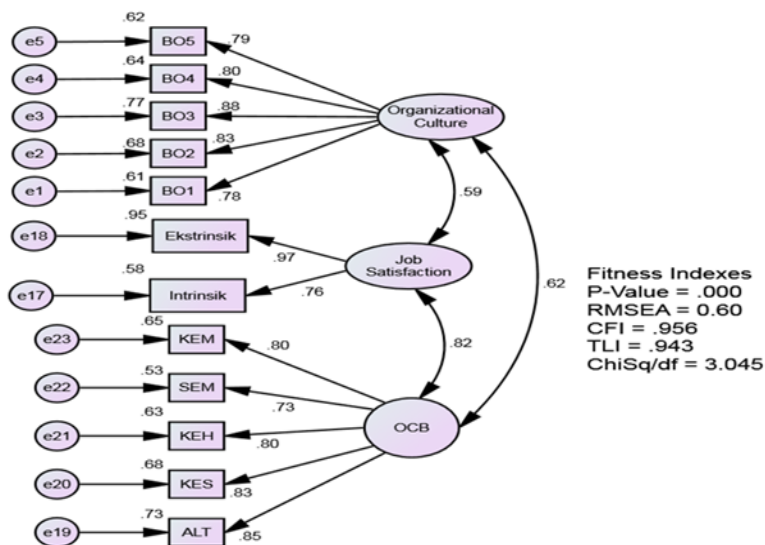 .62
e5
BO5
.79
.64
e4
BO4
.80
.77
e3
BO3
.88
Organizational
Culture
.68
e2
BO2
.83
.61
e1
BO1
.78
.59
.95
e18
Ekstrinsik
.97
Job
Satisfaction
.58
e17
Intrinsik
.76
.62
Fitness Indexes
P-Value = .000
RMSEA = 0.60
CFI = .956
TLI = .943
ChiSq/df = 3.045
.65
e23
KEM
.80
.82
.53
e22
SEM
.73
.63
e21
KEH
.80
OCB
.68
e20
KES
.83
.73
e19
ALT
.85